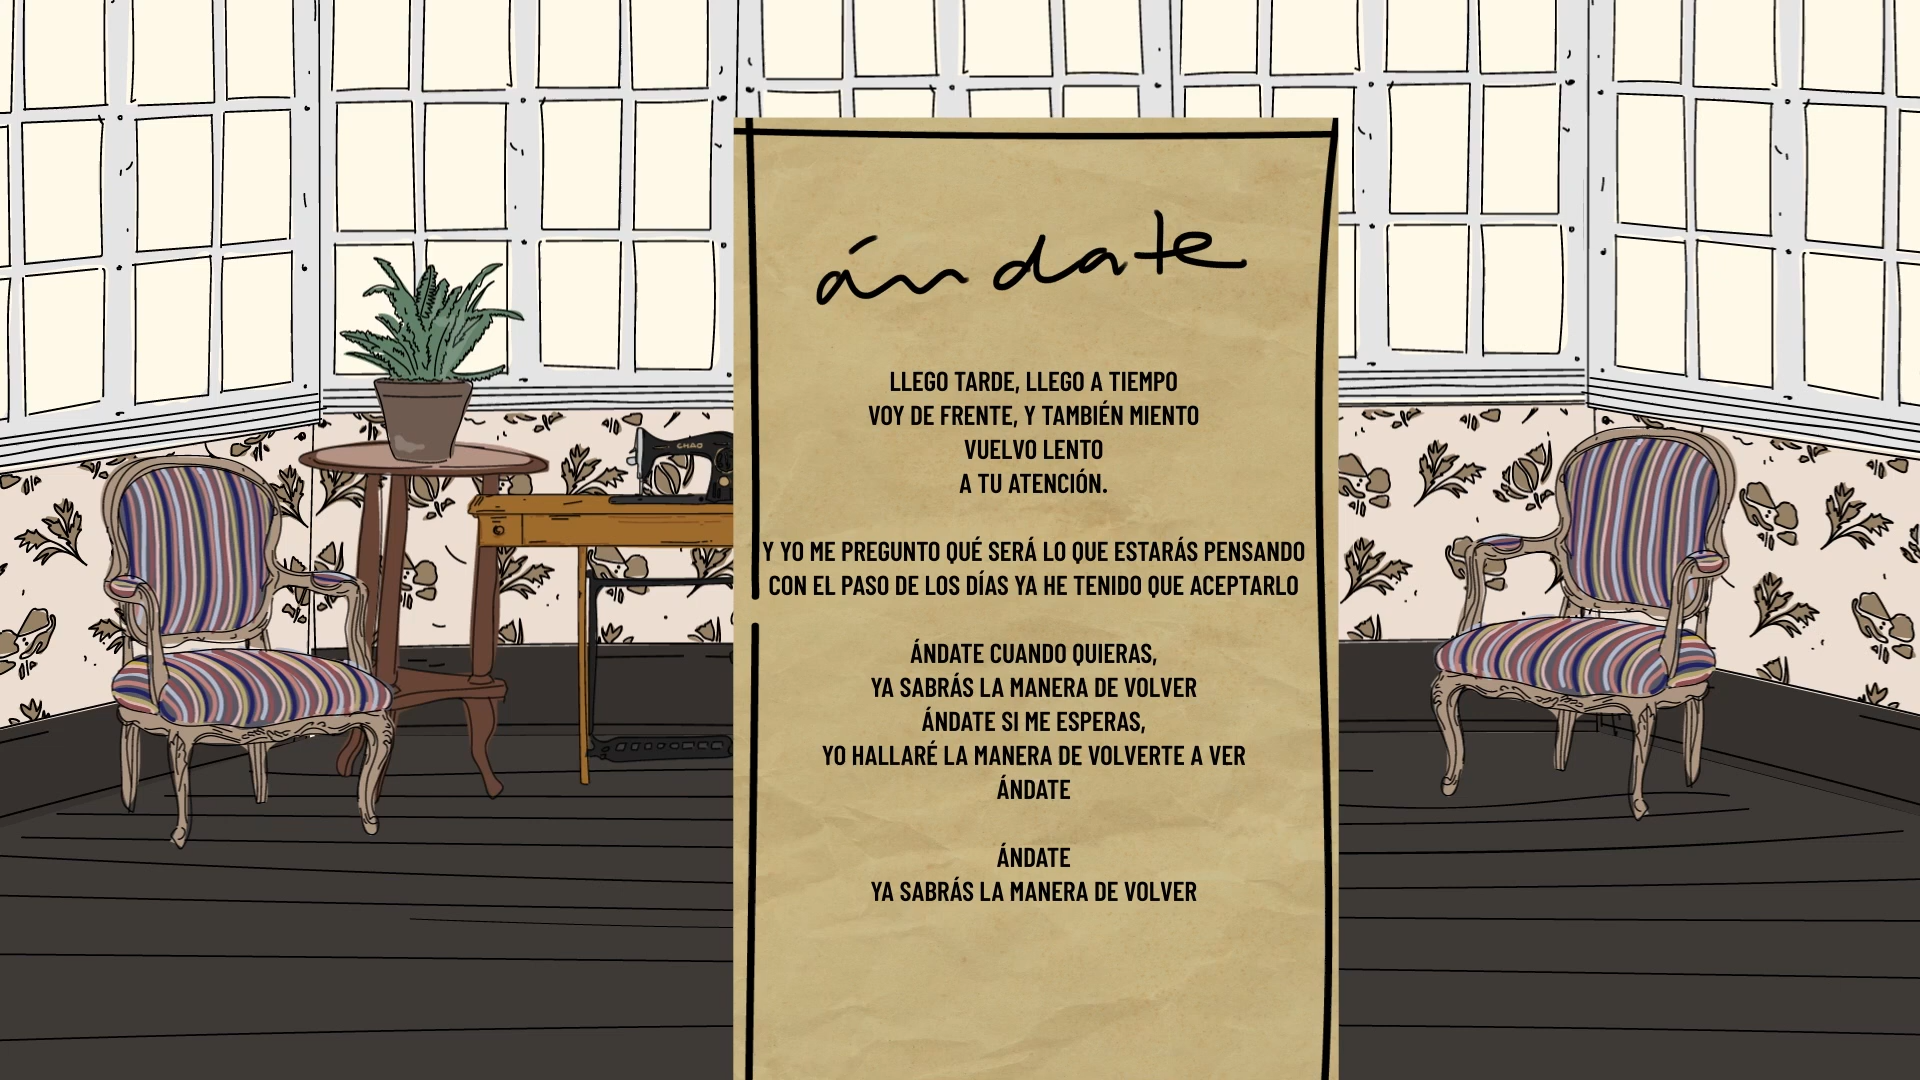 ándate
LLEGO TARDE, LLEGO A TIEMPO
VOY DE FRENTE, Y TAMBIÉN MIENTO
VUELVO LENTO
A TU ATENCIÓN.
Y YO ME PREGUNTO QUÉ SERÁ LO QUE ESTARÁS PENSANDO
CON EL PASO DE LOS DÍAS YA HE TENIDO QUE ACEPTARLO
ÁNDATE CUANDO QUIERAS,
YA SABRÁS LA MANERA DE VOLVER
ÁNDATE SI ME ESPERAS,
YO HALLARÉ LA MANERA DE VOLVERTE A VER
ÁNDATE
ÁNDATE
YA SABRÁS LA MANERA DE VOLVER
CHAO